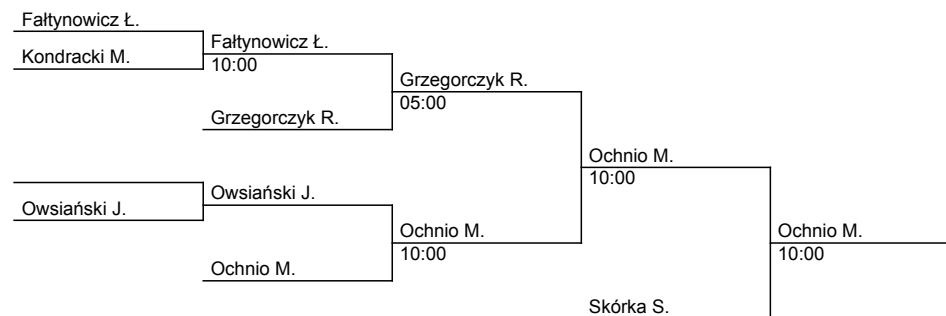 Fałtynowicz Ł.
Kondracki M.
Fałtynowicz Ł.
10:00
Grzegorczyk R.
Grzegorczyk R.
05:00
Owsiański J.
Owsiański J.
Ochnio M.
Ochnio M.
10:00
Ochnio M.
10:00
Skórka S.
Ochnio M.
10:00